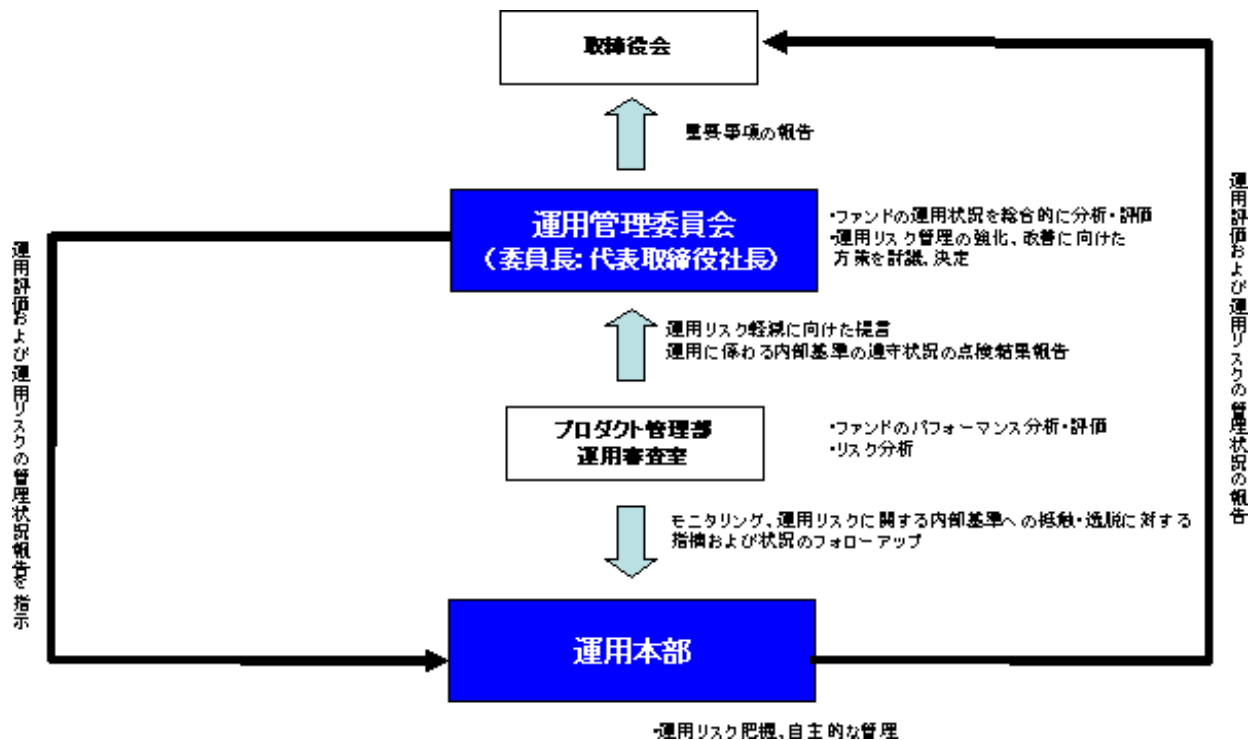 取締役会
重要事項の報告
運用管理委員会
（委員長：代表取締役社長）
・ファンドの運用状況を総合的に分析・評価
・運用リスク管理の強化、改善に向けた
方策を討議、決定
運用リスク軽減に向けた提言
運用に係わる内部基準の遵守状況の点検結果報告
プロダクト管理部
運用審査室
・ファンドのパフォーマンス分析・評価
・リスク分析
モニタリング、運用リスクに関する内部基準への抵触・逸脱に対する
指摘および状況のフォローアップ
運用本部
・運用リスク把握、自主的な管理
運用評価および運用リスクの管理状況報告を指示
運用評価および運用リスクの管理状況の報告